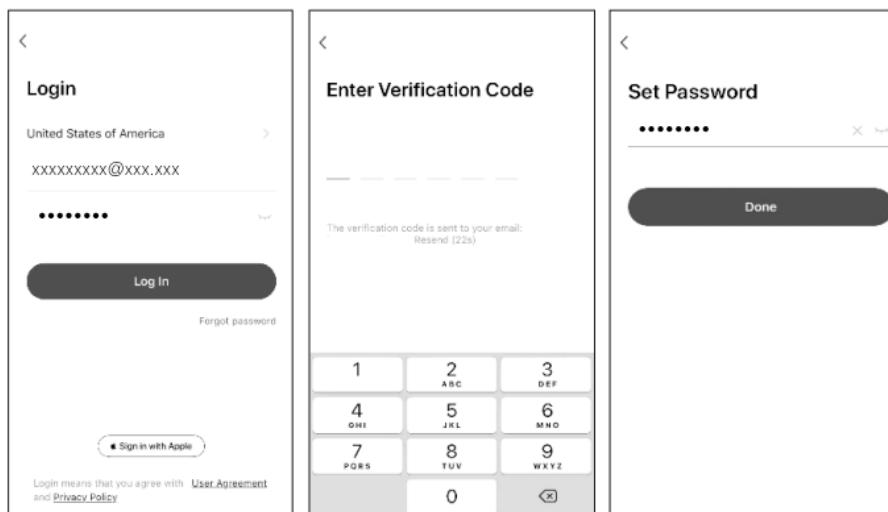 Login
United States of America
xxxxxxxxx@xxx.xxx
••••••••
Log In
Forgot password
Sign in with Apple
Login means that you agree with User Agreement
and Privacy Policy
Enter Verification Code
The verification code is sent to your email:
Resend (22s)
1
2
ABC
3
DEF
4
GHI
5
JKL
6
MNO
7
PQRS
8
TUV
9
WXYZ
0
Set Password
••••••••
Done